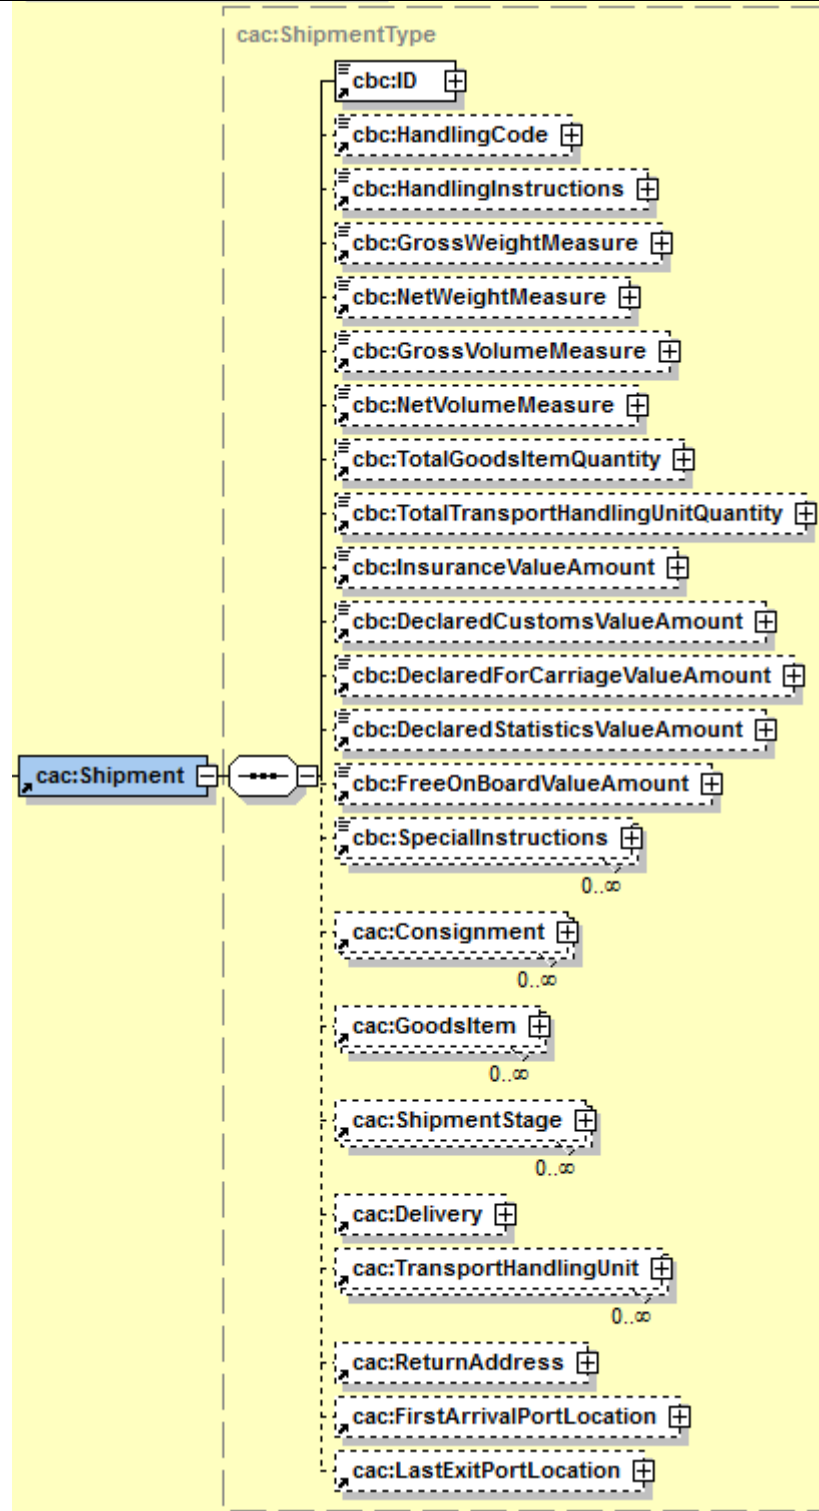 cac:ShipmentType
cbc:ID
cbc:HandlingCode
cbc:HandlingInstructions
cbc:GrossWeightMeasure
cbc:NetWeightMeasure
cbc:GrossVolumeMeasure
cbc:NetVolumeMeasure
cbc:TotalGoodsItemQuantity
cbc:TotalTransportHandlingUnitQuantity
cbc:InsuranceValueAmount
cbc:DeclaredCustomsValueAmount
cbc:DeclaredForCarriageValueAmount
cbc:DeclaredStatisticsValueAmount
cac:Shipment
cbc:FreeOnBoardValueAmount
cbc:SpecialInstructions
0..∞
cac:Consignment
0..∞
cac:GoodsItem
0..∞
cac:ShipmentStage
0..∞
cac:Delivery
cac:TransportHandlingUnit
0..∞
cac:ReturnAddress
cac:FirstArrivalPortLocation
cac:LastExitPortLocation